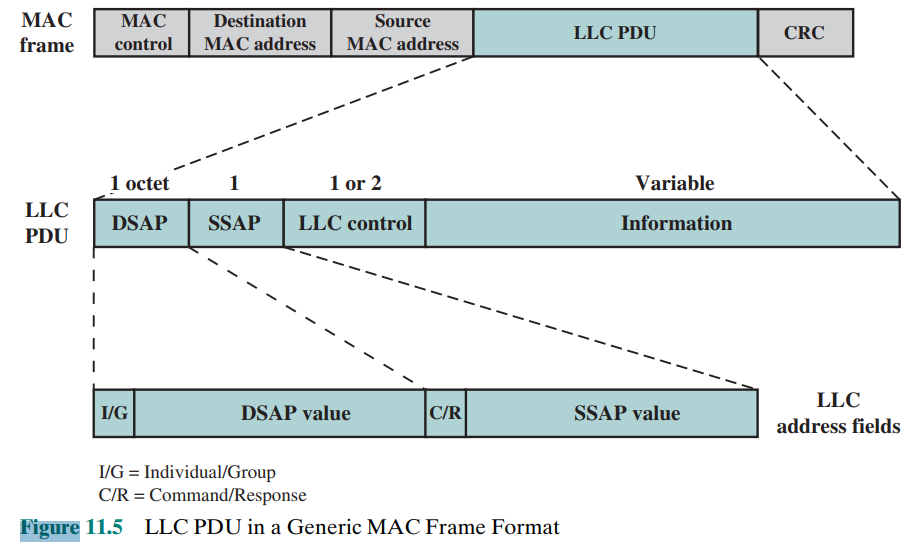 MAC
frame
MAC
control
Destination
MAC address
Source
MAC address
LLC PDU
CRC
1 octet
1
1 or 2
Variable
LLC
PDU
DSAP
SSAP
LLC control
Information
I/G
DSAP value
C/R
SSAP value
LLC
address fields
I/G = Individual/Group
C/R = Command/Response
Figure 11.5 LLC PDU in a Generic MAC Frame Format